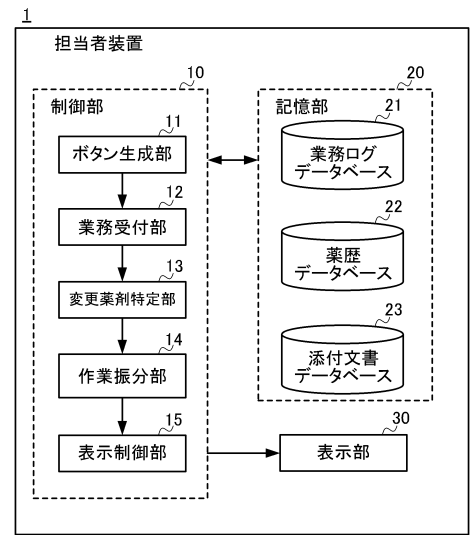 1
担当者装置
10
制御部
11
ボタン生成部
12
業務受付部
13
変更薬剤特定部
14
作業振分部
15
表示制御部
20
記憶部
21
業務ログ
データベース
22
薬歴
データベース
23
添付文書
データベース
30
表示部